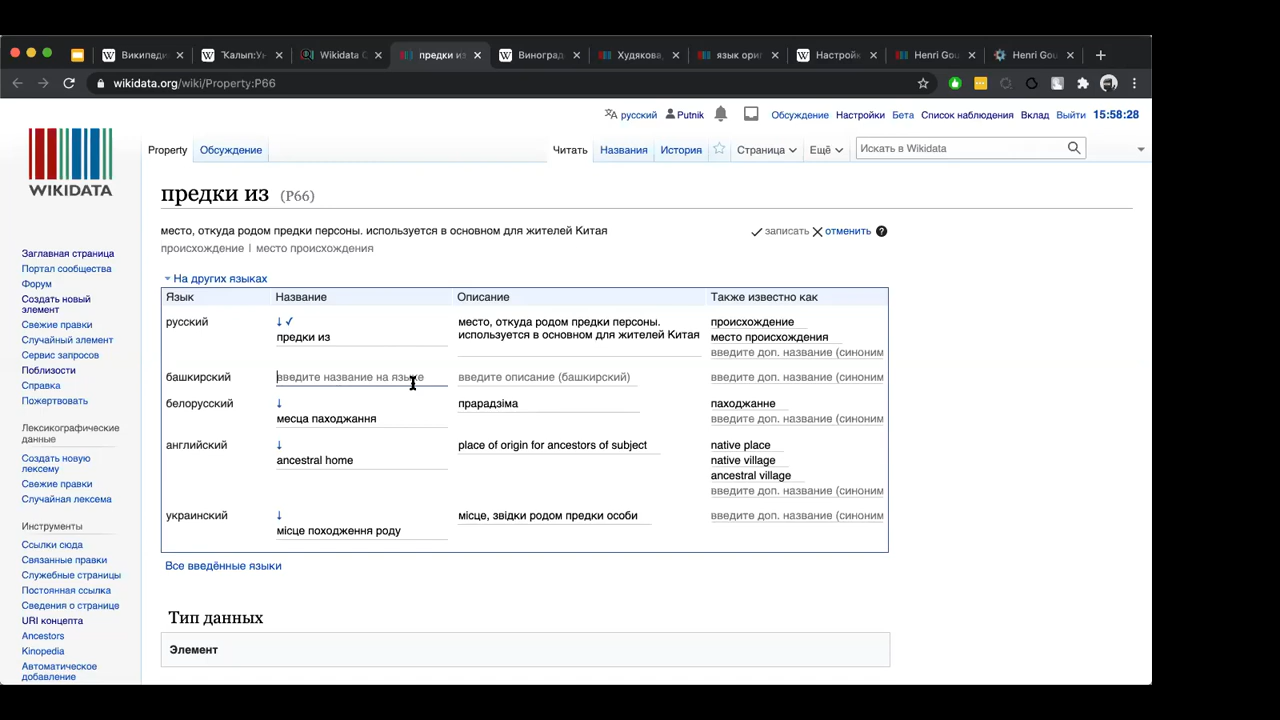 Википеди
"Калып:Ун
Wikidata
предки из
Виноград
Худякова
язык ориг
Настройк
Henri Gou
Henri Gou
wikidata.org/wiki/Property:P66
русский Putnik Обсуждение Настройки Бета Список наблюдения Вклад Выйти 15:58:28
Property Обсуждение Читать Названия История Страница Ещё Искать в Wikidata
WIKIDATA
предки из (P66)
место, откуда родом предки персоны. используется в основном для жителей Китая
записать отменить ?
происхождение | место происхождения
На других языках
Язык Название Описание Также известно как
русский
предки из
место, откуда родом предки персоны.
используется в основном для жителей Китая
происхождение
место происхождения
введите доп. название (синоним
башкирский введите название на языке введите описание (башкирский) введите доп. название (синоним
белорусский
месца паходжання
прарадзіма
паходжанне
введите доп. название (синоним
английский
ancestral home
place of origin for ancestors of subject
native place
native village
ancestral village
введите доп. название (синоним
украинский
місце походження роду
місце, звідки родом предки особи
введите доп. название (синоним
Все введённые языки
Тип данных
Элемент
Заглавная страница
Портал сообщества
Форум
Создать новый
элемент
Свежие правки
Случайный элемент
Сервис запросов
Поблизости
Справка
Пожертвовать
Лексикографические
данные
Создать новую
лексему
Свежие правки
Случайная лексема
Инструменты
Ссылки сюда
Связанные правки
Служебные страницы
Постоянная ссылка
Сведения о странице
URI концепта
Ancestors
Kinopedia
Автоматическое
добавление